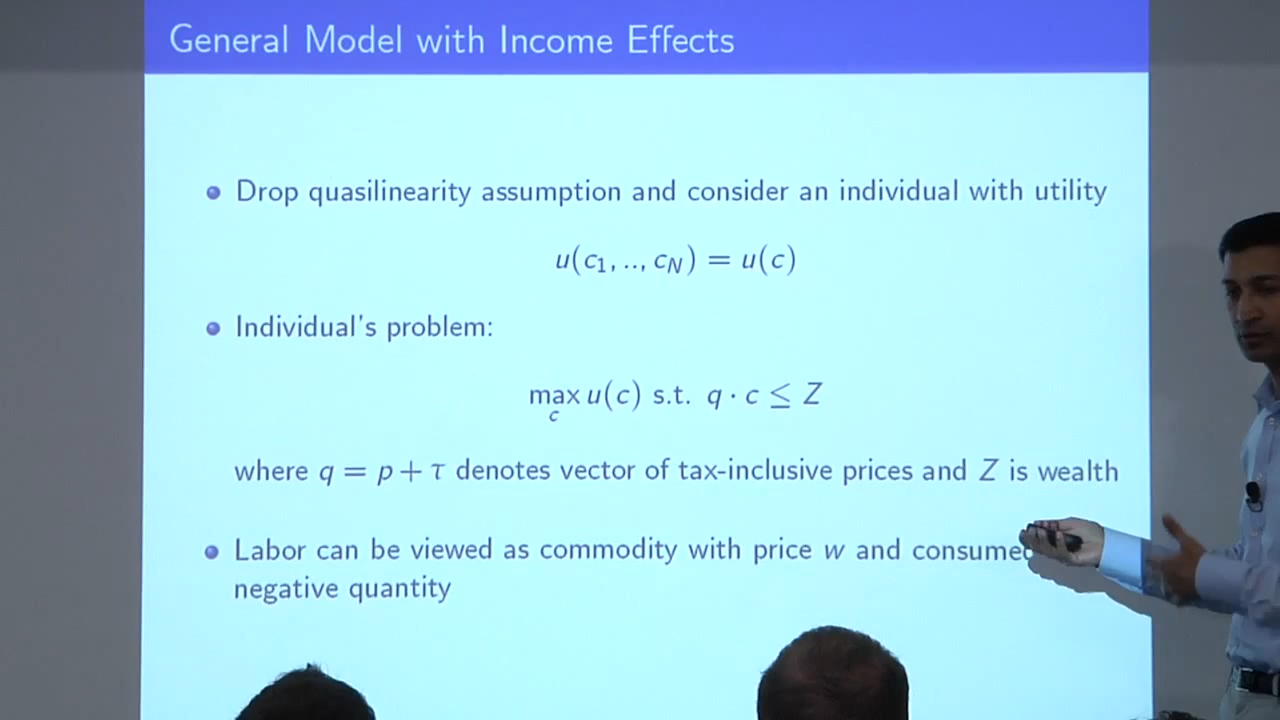 General Model with Income Effects
Drop quasilinearity assumption and consider an individual with utility
u(c₁, .., c_N) = u(c)
Individual's problem:
max u(c) s.t. q · c ≤ Z
c
where q = p + τ denotes vector of tax-inclusive prices and Z is wealth
Labor can be viewed as commodity with price w and consumed
negative quantity